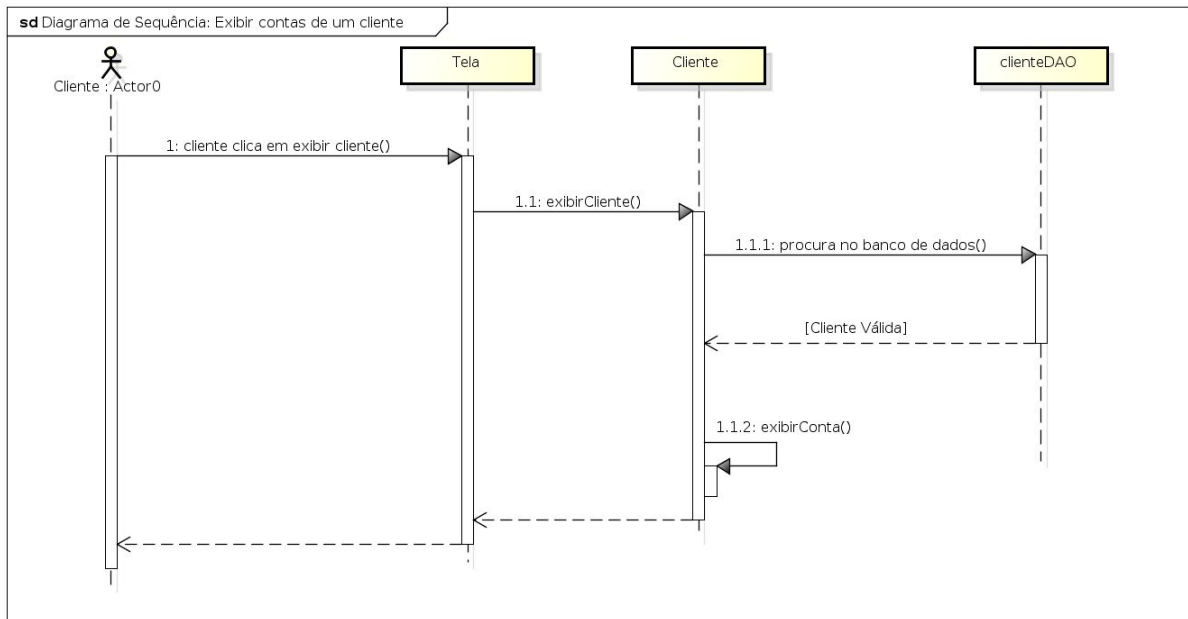 sd Diagrama de Sequência: Exibir contas de um cliente
Cliente : Actor0
Tela
Cliente
clienteDAO
1: cliente clica em exibir cliente()
1.1: exibirCliente()
1.1.1: procura no banco de dados()
[Cliente Válida]
1.1.2: exibirConta()